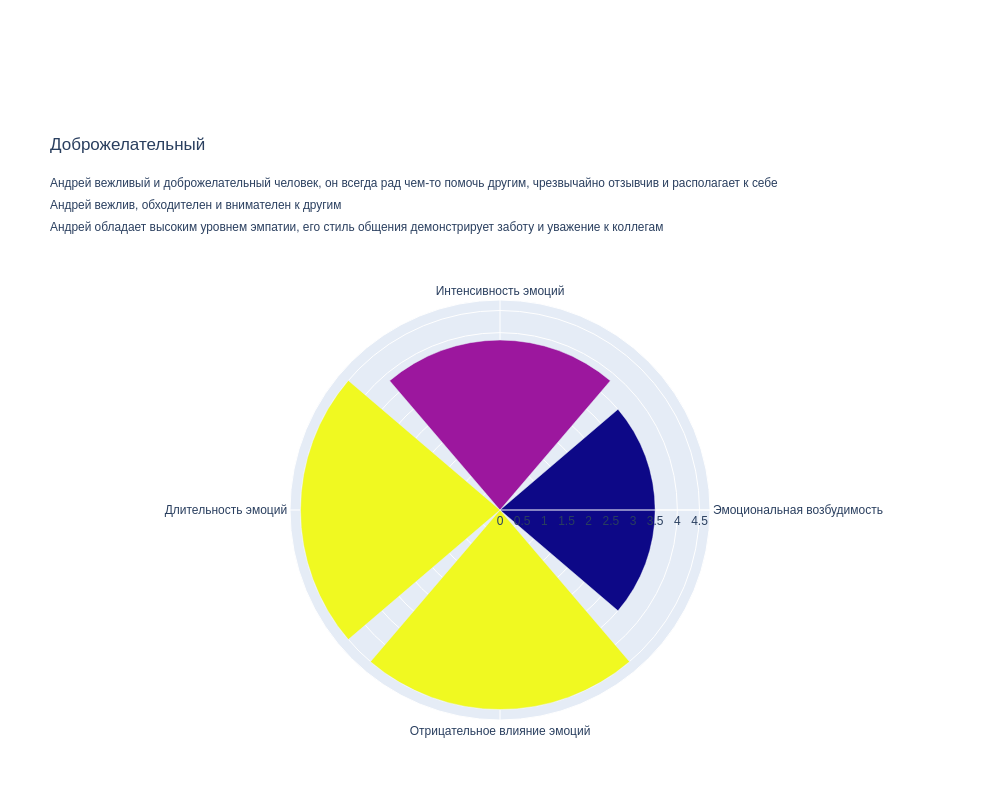 Доброжелательный
Андрей вежливый и доброжелательный человек, он всегда рад чем-то помочь другим, чрезвычайно отзывчив и располагает к себе
Андрей вежлив, обходителен и внимателен к другим
Андрей обладает высоким уровнем эмпатии, его стиль общения демонстрирует заботу и уважение к коллегам
Интенсивность эмоций
Длительность эмоций
Эмоциональная возбудимость
0 0.5 1 1.5 2 2.5 3 3.5 4 4.5
Отрицательное влияние эмоций